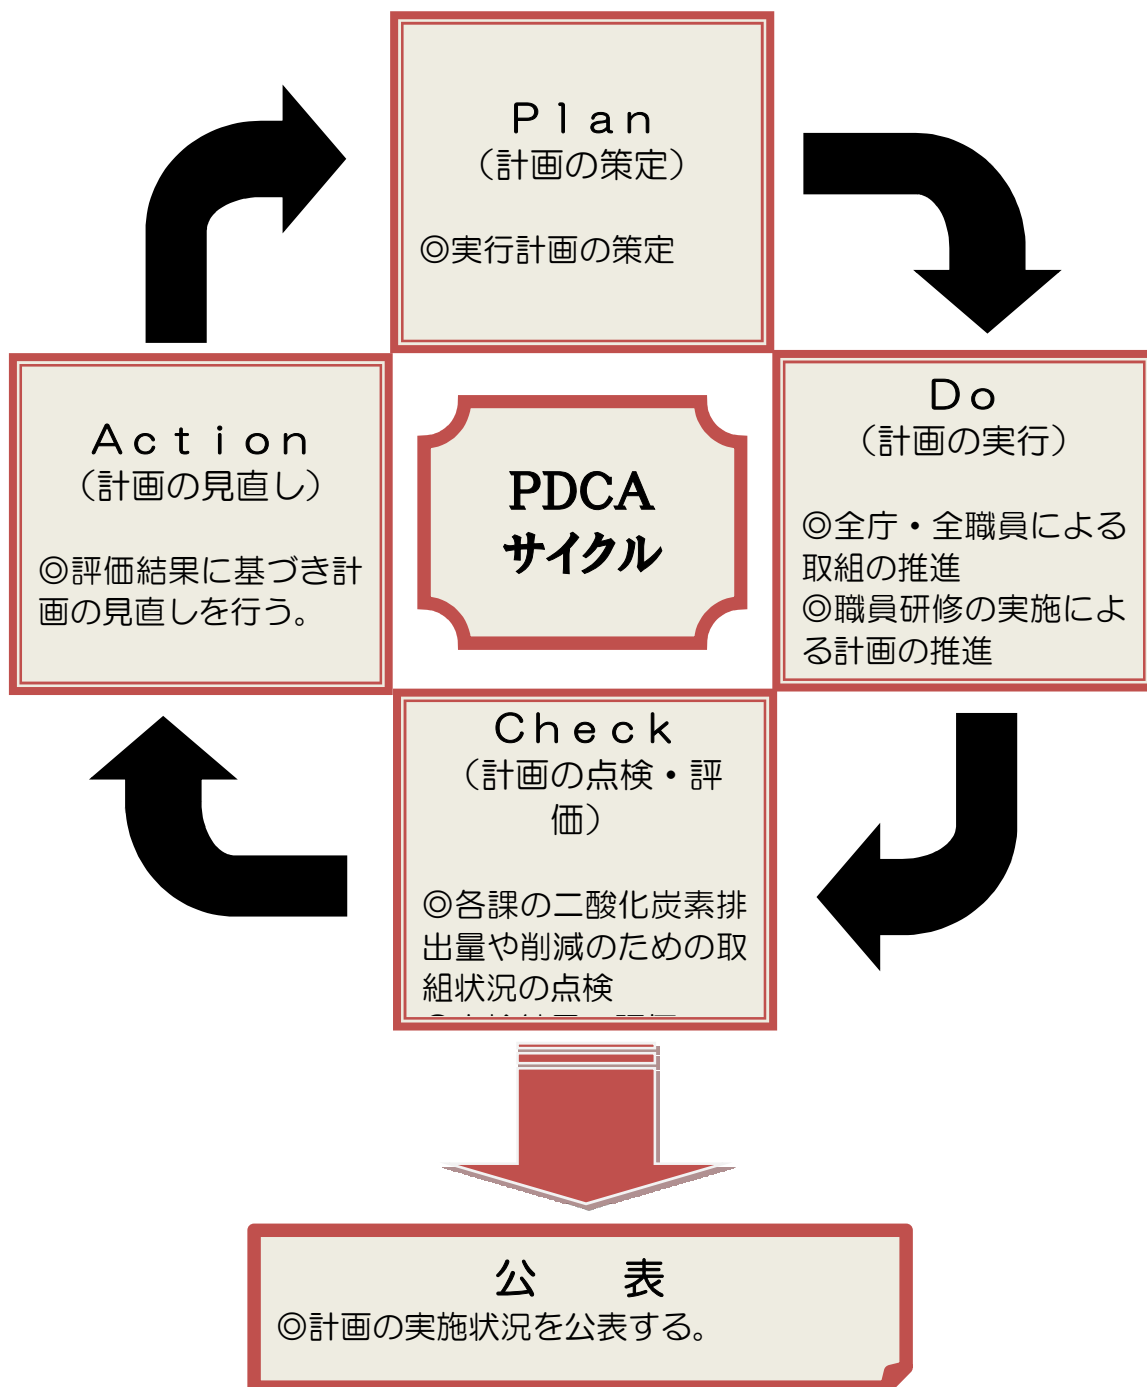 Plan
（計画の策定）
◎実行計画の策定
Action
（計画の見直し）
◎評価結果に基づき計
画の見直しを行う。
PDCA
サイクル
Do
（計画の実行）
◎全庁・全職員による
取組の推進
◎職員研修の実施によ
る計画の推進
Check
（計画の点検・評
価）
◎各課の二酸化炭素排
出量や削減のための取
組状況の点検
公　表
◎計画の実施状況を公表する。